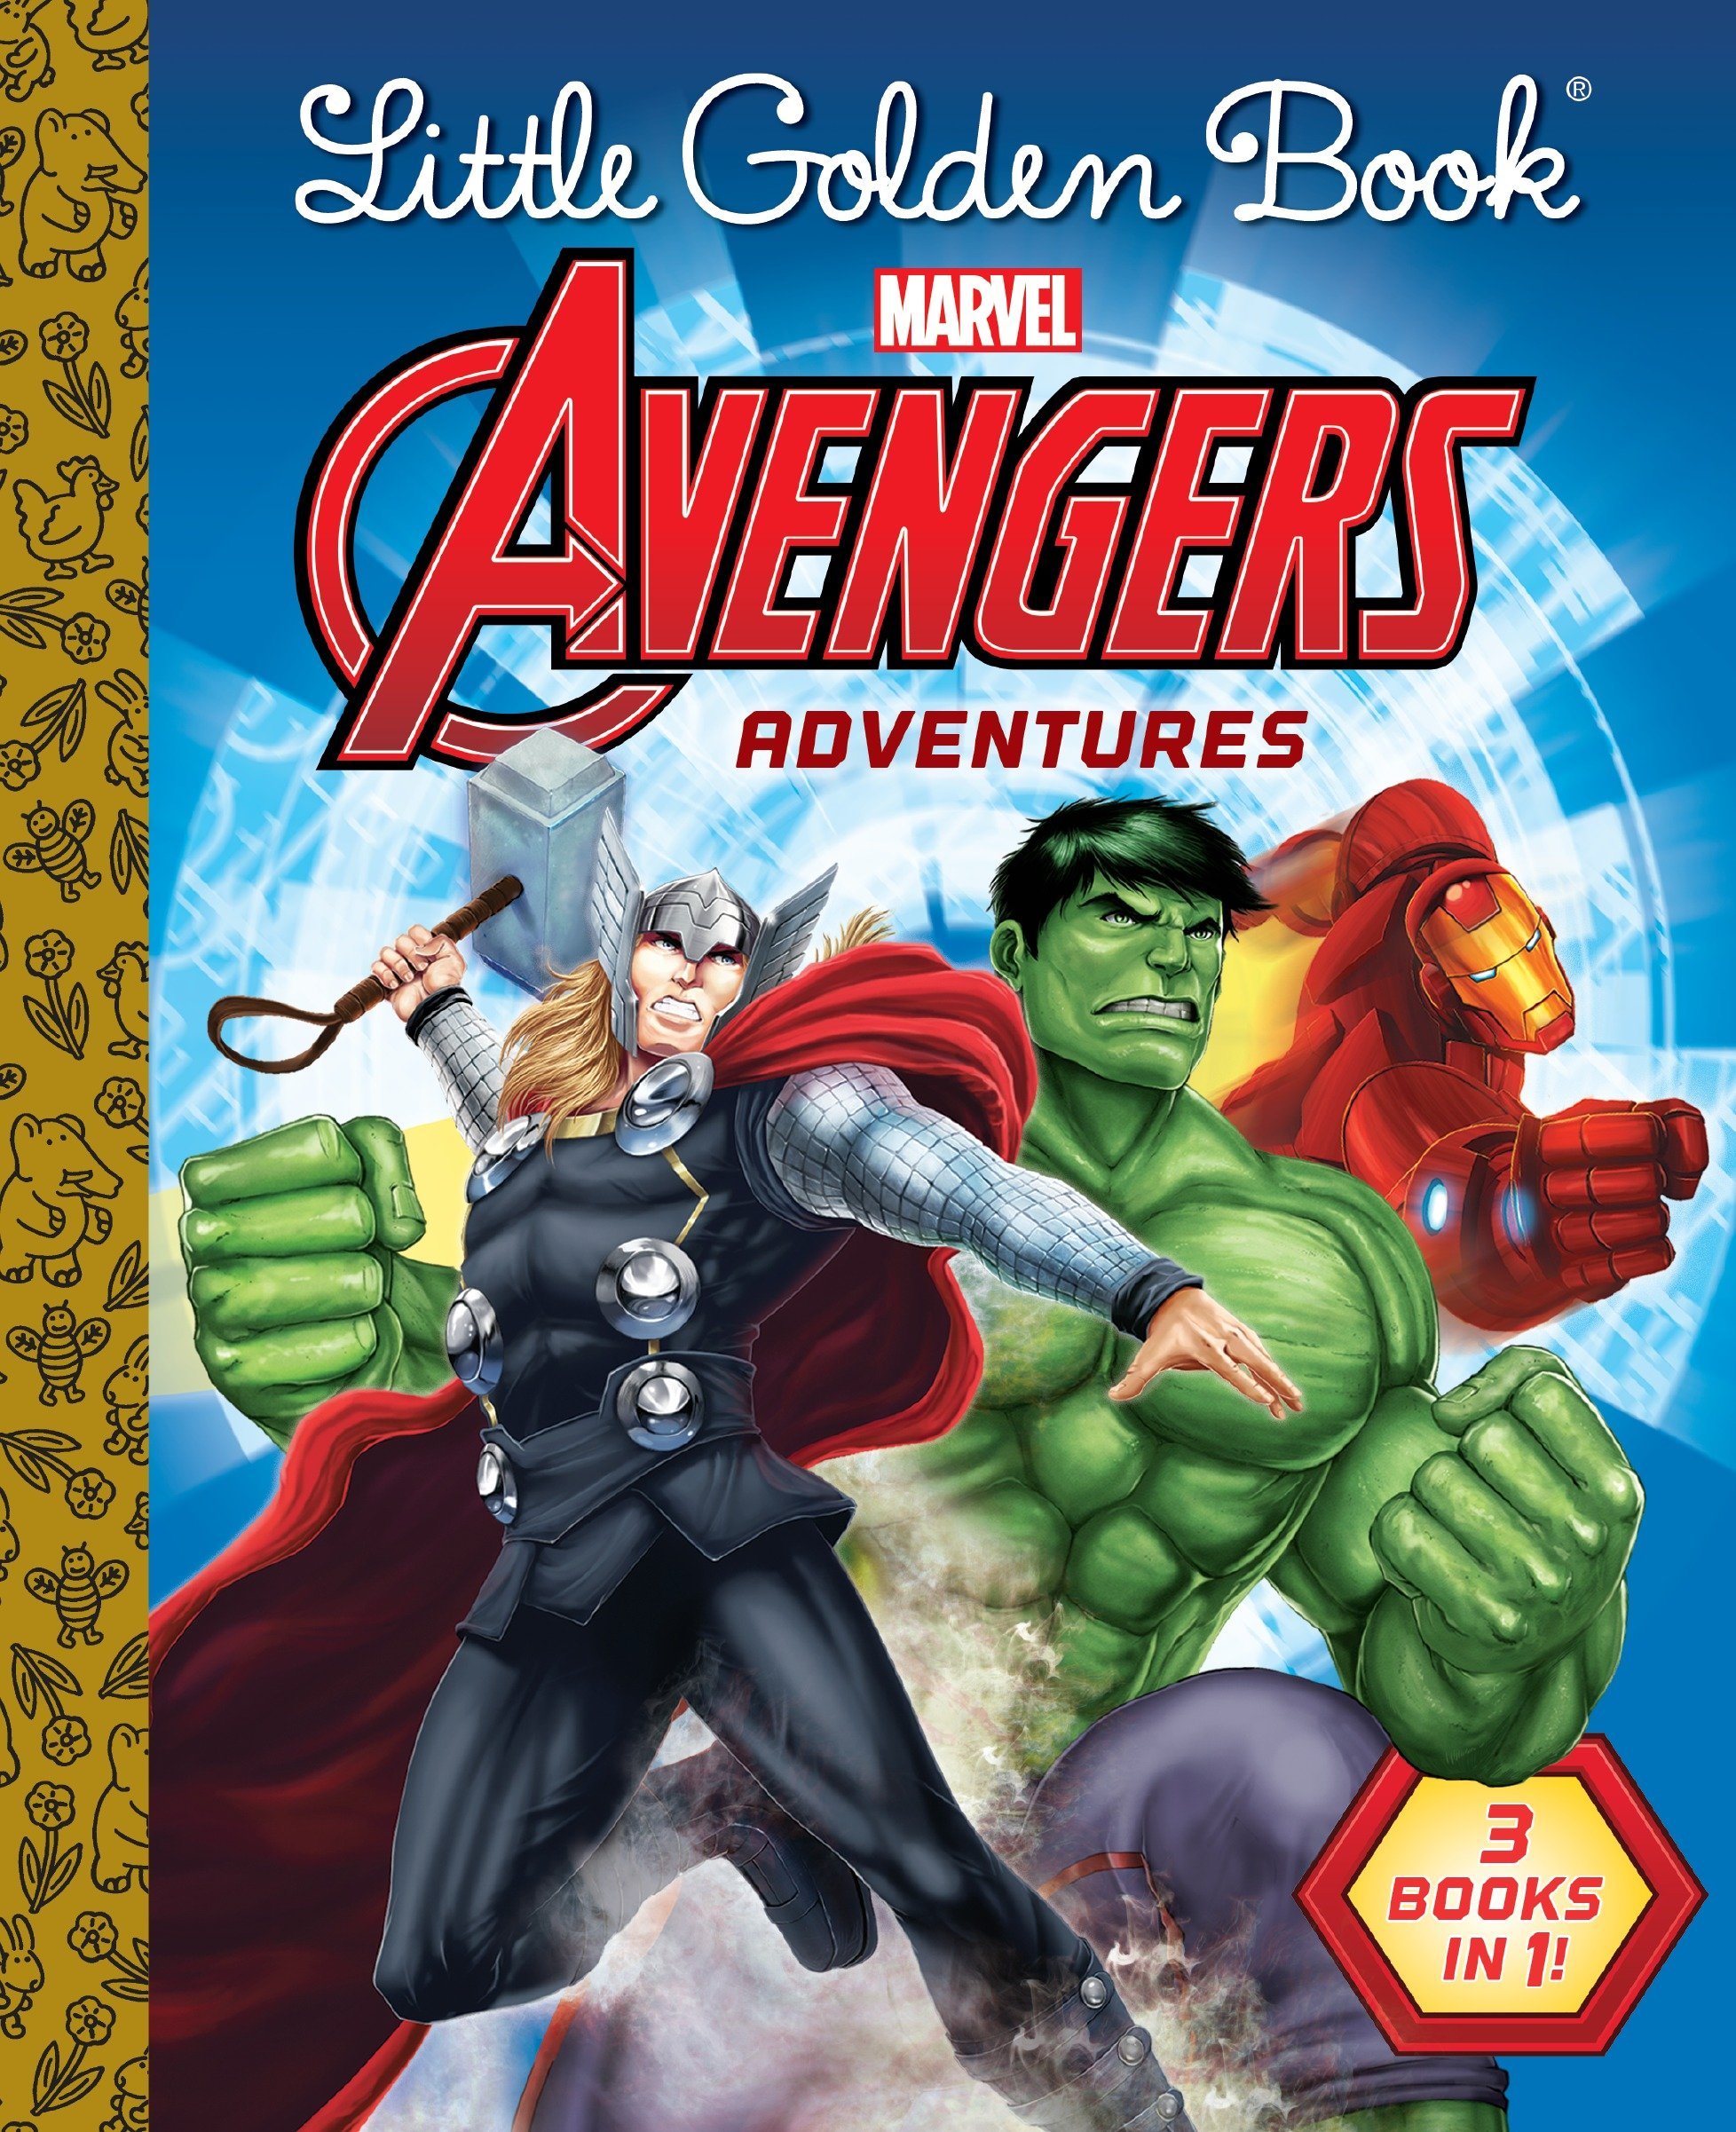 Little Golden Book®
MARVEL
AVENGERS
ADVENTURES
3
BOOKS
IN 1!